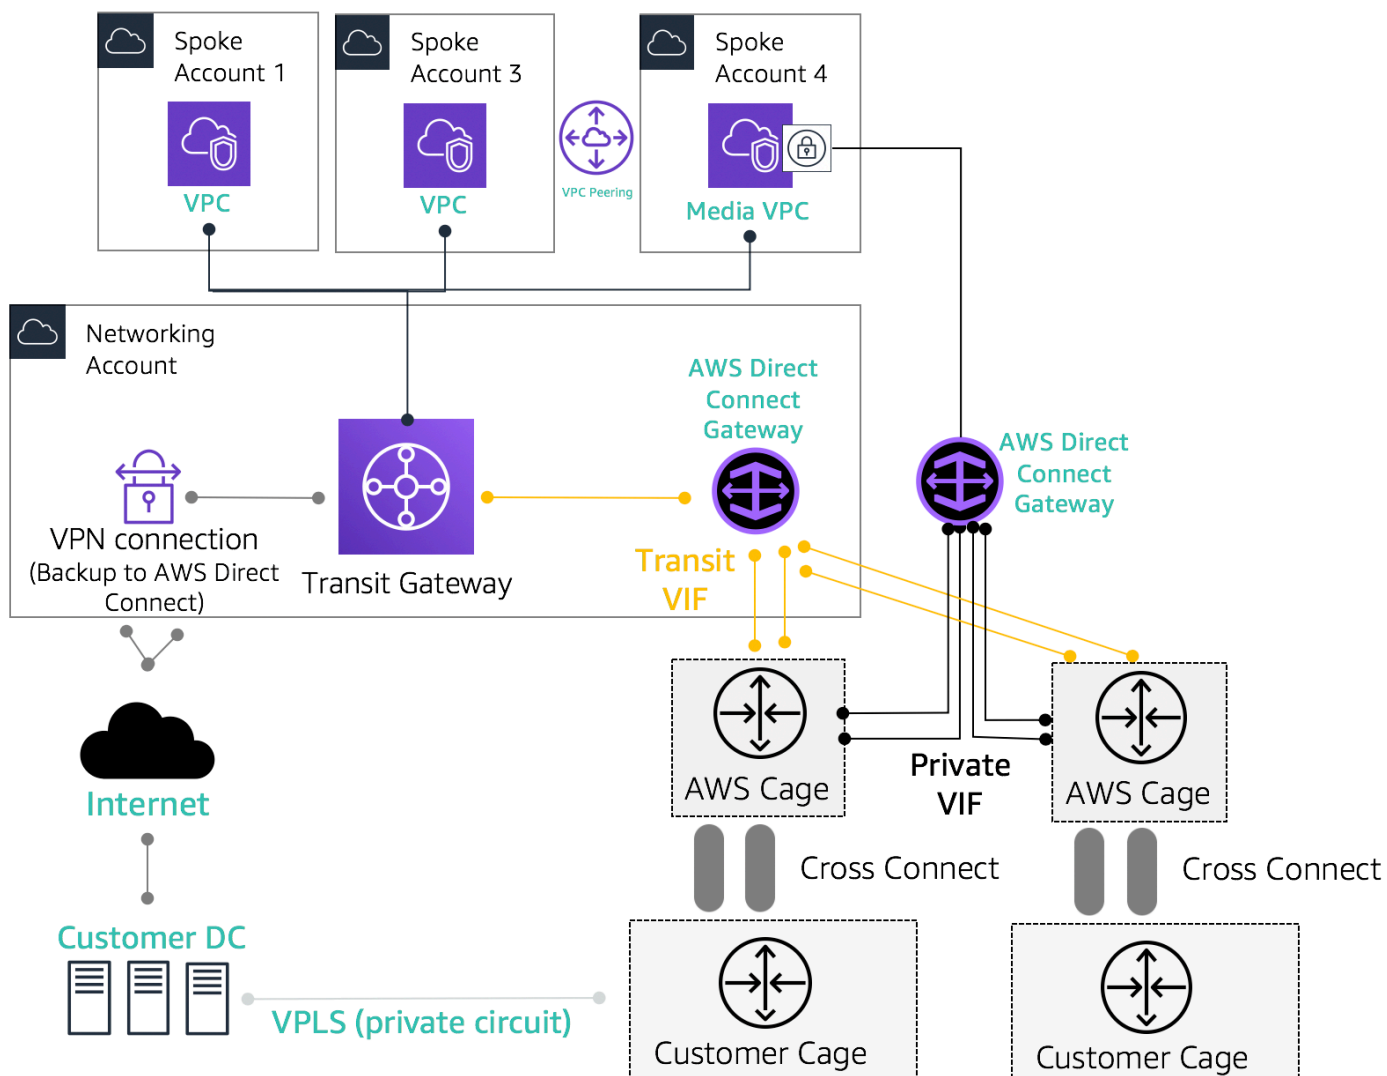 Spoke
Account 1
VPC
Spoke
Account 3
VPC
VPC Peering
Spoke
Account 4
Media VPC
Networking
Account
AWS Direct
Connect
Gateway
AWS Direct
Connect
Gateway
VPN connection
(Backup to AWS Direct
Connect)
Transit Gateway
Transit
VIF
Internet
AWS Cage
Private
VIF
AWS Cage
Cross Connect
Cross Connect
Customer DC
VPLS (private circuit)
Customer Cage
Customer Cage